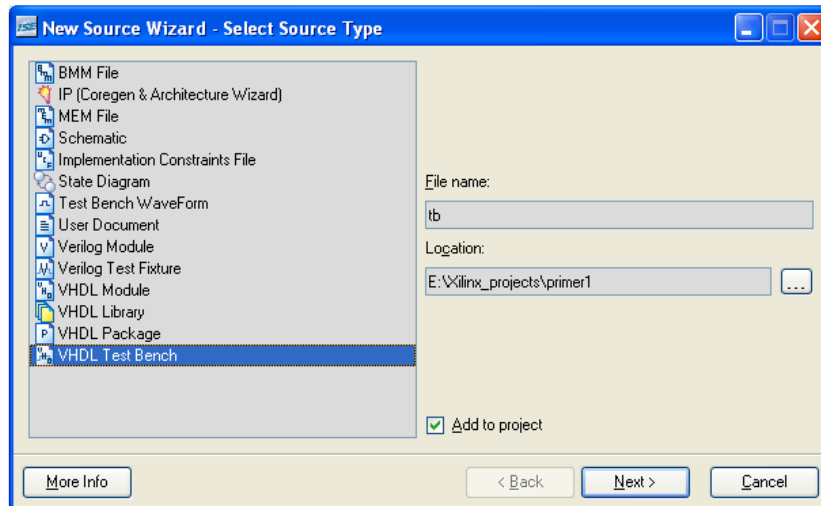 ISE New Source Wizard - Select Source Type
BMM File
IP (Coregen & Architecture Wizard)
MEM File
Schematic
Implementation Constraints File
State Diagram
Test Bench WaveForm
User Document
Verilog Module
Verilog Test Fixture
VHDL Module
VHDL Library
VHDL Package
VHDL Test Bench
File name:
tb
Location:
E:\Xilinx_projects\primer1
...
Add to project
More Info
< Back
Next >
Cancel